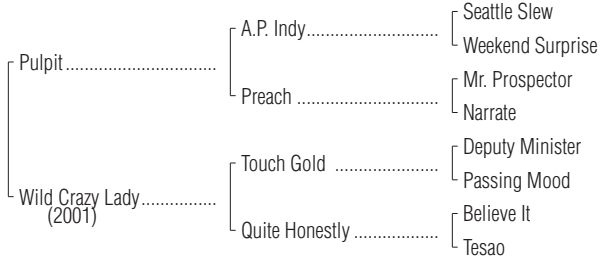 Seattle Slew
A.P. Indy
Weekend Surprise
Pulpit
Mr. Prospector
Preach
Narrate
Deputy Minister
Touch Gold
Passing Mood
Wild Crazy Lady
(2001)
Believe It
Quite Honestly
Tesao